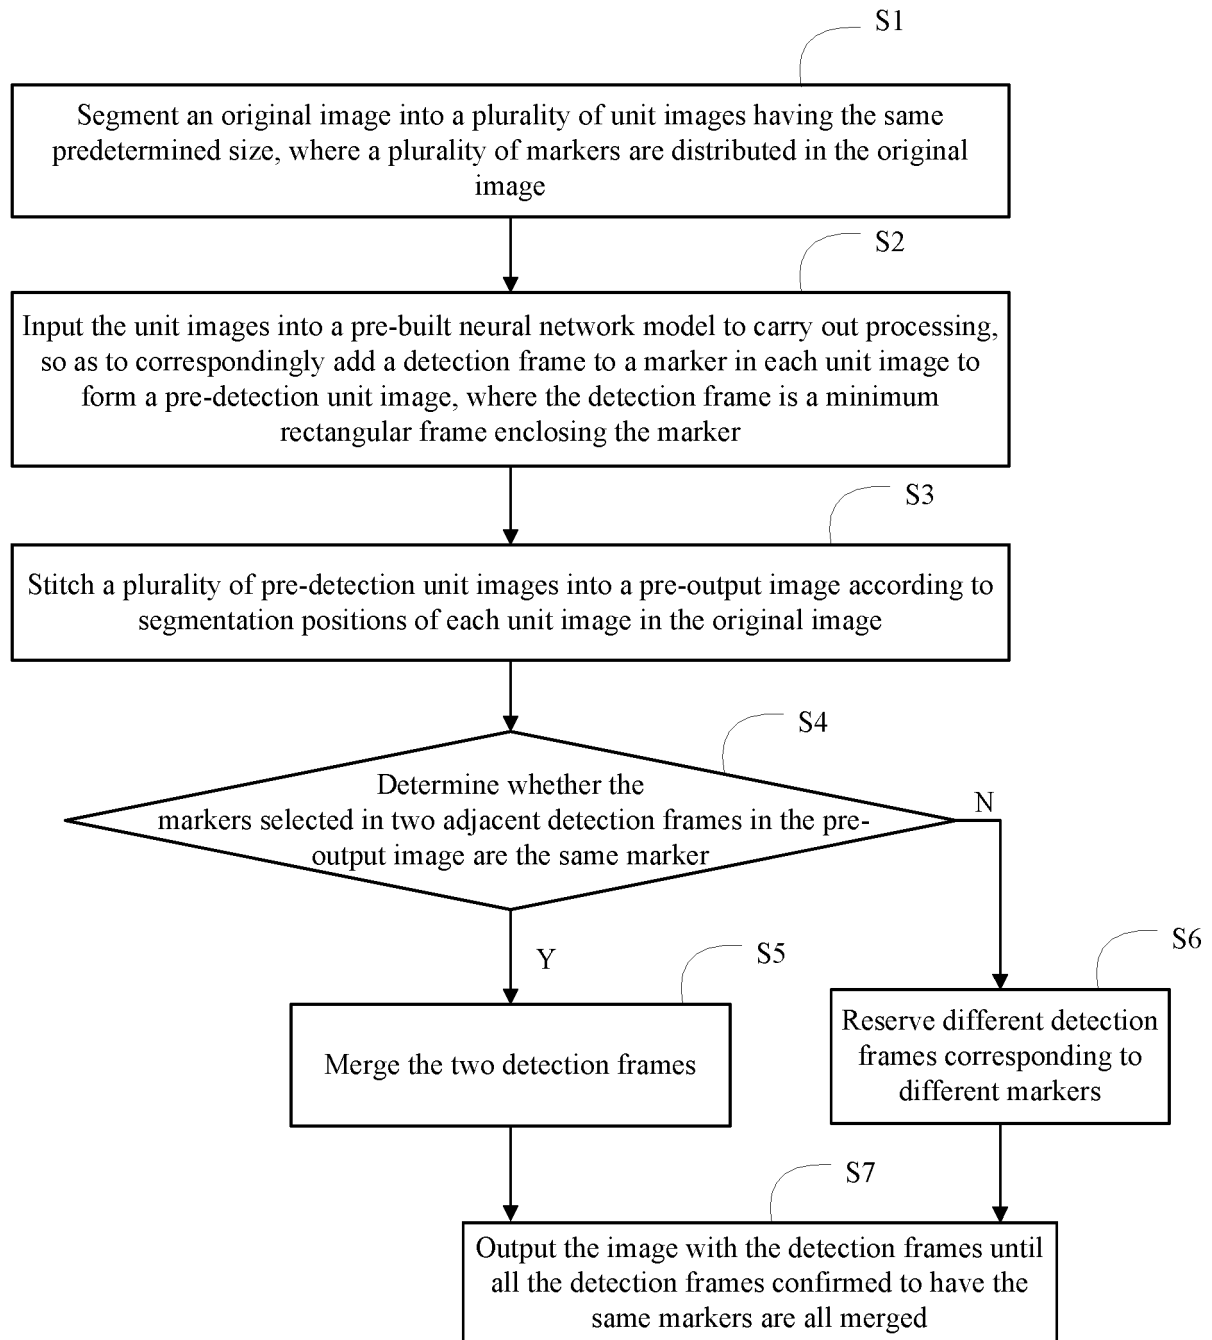 S1
Segment an original image into a plurality of unit images having the same
predetermined size, where a plurality of markers are distributed in the original
image
S2
Input the unit images into a pre-built neural network model to carry out processing,
so as to correspondingly add a detection frame to a marker in each unit image to
form a pre-detection unit image, where the detection frame is a minimum
rectangular frame enclosing the marker
S3
Stitch a plurality of pre-detection unit images into a pre-output image according to
segmentation positions of each unit image in the original image
S4
Determine whether the
markers selected in two adjacent detection frames in the pre-
output image are the same marker
N
Y
S5
Merge the two detection frames
S6
Reserve different detection
frames corresponding to
different markers
S7
Output the image with the detection frames until
all the detection frames confirmed to have the
same markers are all merged